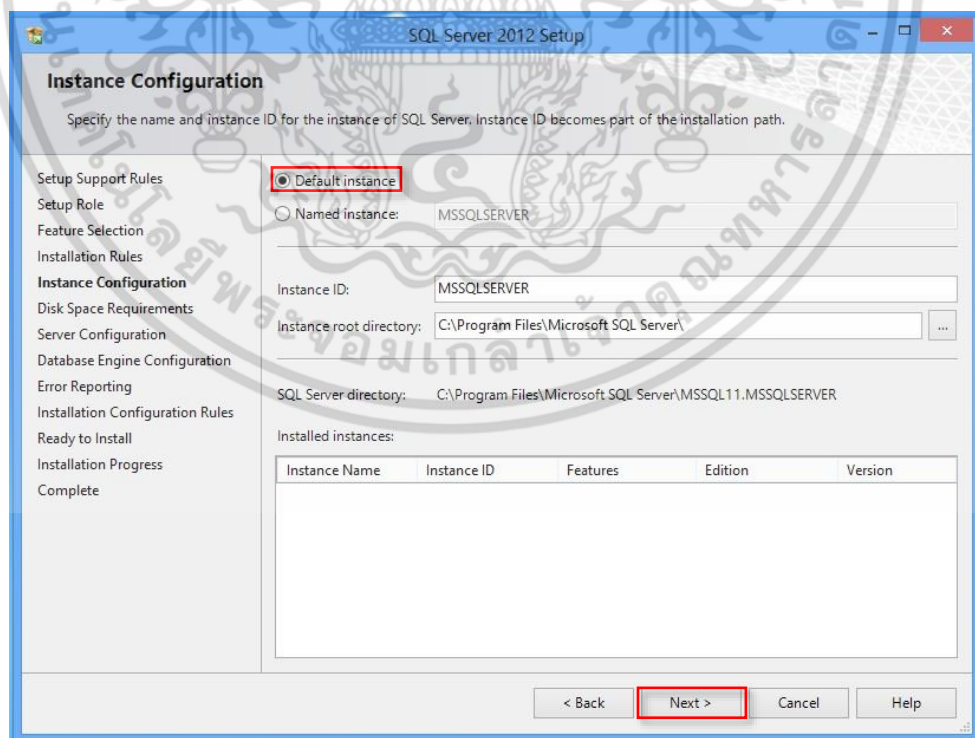 SQL Server 2012 Setup
Instance Configuration
Specify the name and instance ID for the instance of SQL Server. Instance ID becomes part of the installation path.
Setup Support Rules
Setup Role
Feature Selection
Installation Rules
Instance Configuration
Disk Space Requirements
Server Configuration
Database Engine Configuration
Error Reporting
Installation Configuration Rules
Ready to Install
Installation Progress
Complete
Default instance
Named instance: MSSQLSERVER
Instance ID: MSSQLSERVER
Instance root directory: C:\Program Files\Microsoft SQL Server\ ...
SQL Server directory: C:\Program Files\Microsoft SQL Server\MSSQL11.MSSQLSERVER
Installed instances:
Instance Name Instance ID Features Edition Version
< Back Next > Cancel Help